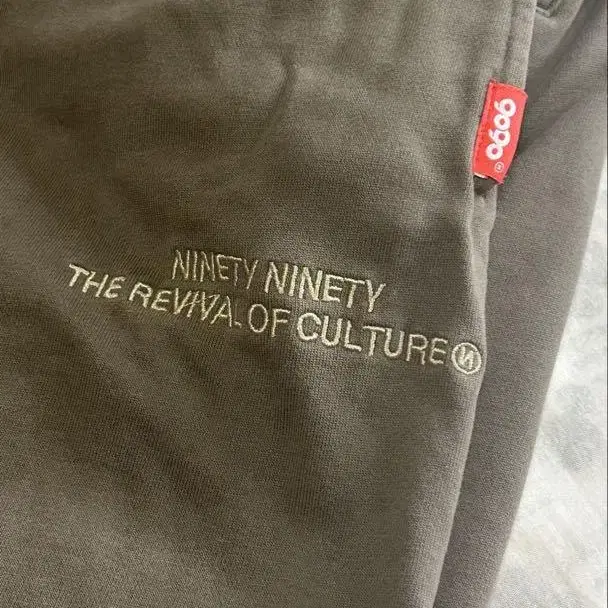 NINETY NINETY
THE REVIVAL OF CULTURE Ⓝ
9090®